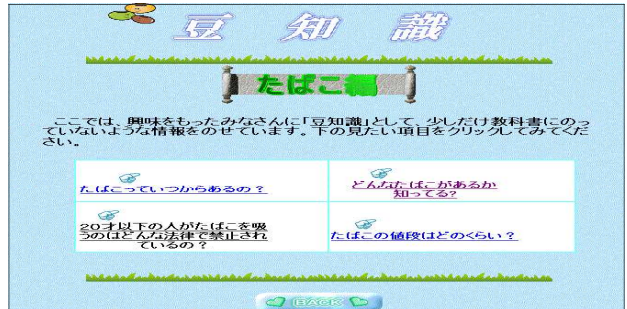 豆知識
たばこ編
ここでは、興味をもったみなさんに「豆知識」として、少しだけ教科書にのっ
ていないような情報をのせています。下の見たい項目をクリックしてみてくだ
さい。
たばこっていつからあるの？
どんなたばこがあるか
知ってる?
20才以下の人がたばこを吸
うのはどんな法律で禁止され
ているの？
たばこの値段はどのくらい？
BACK